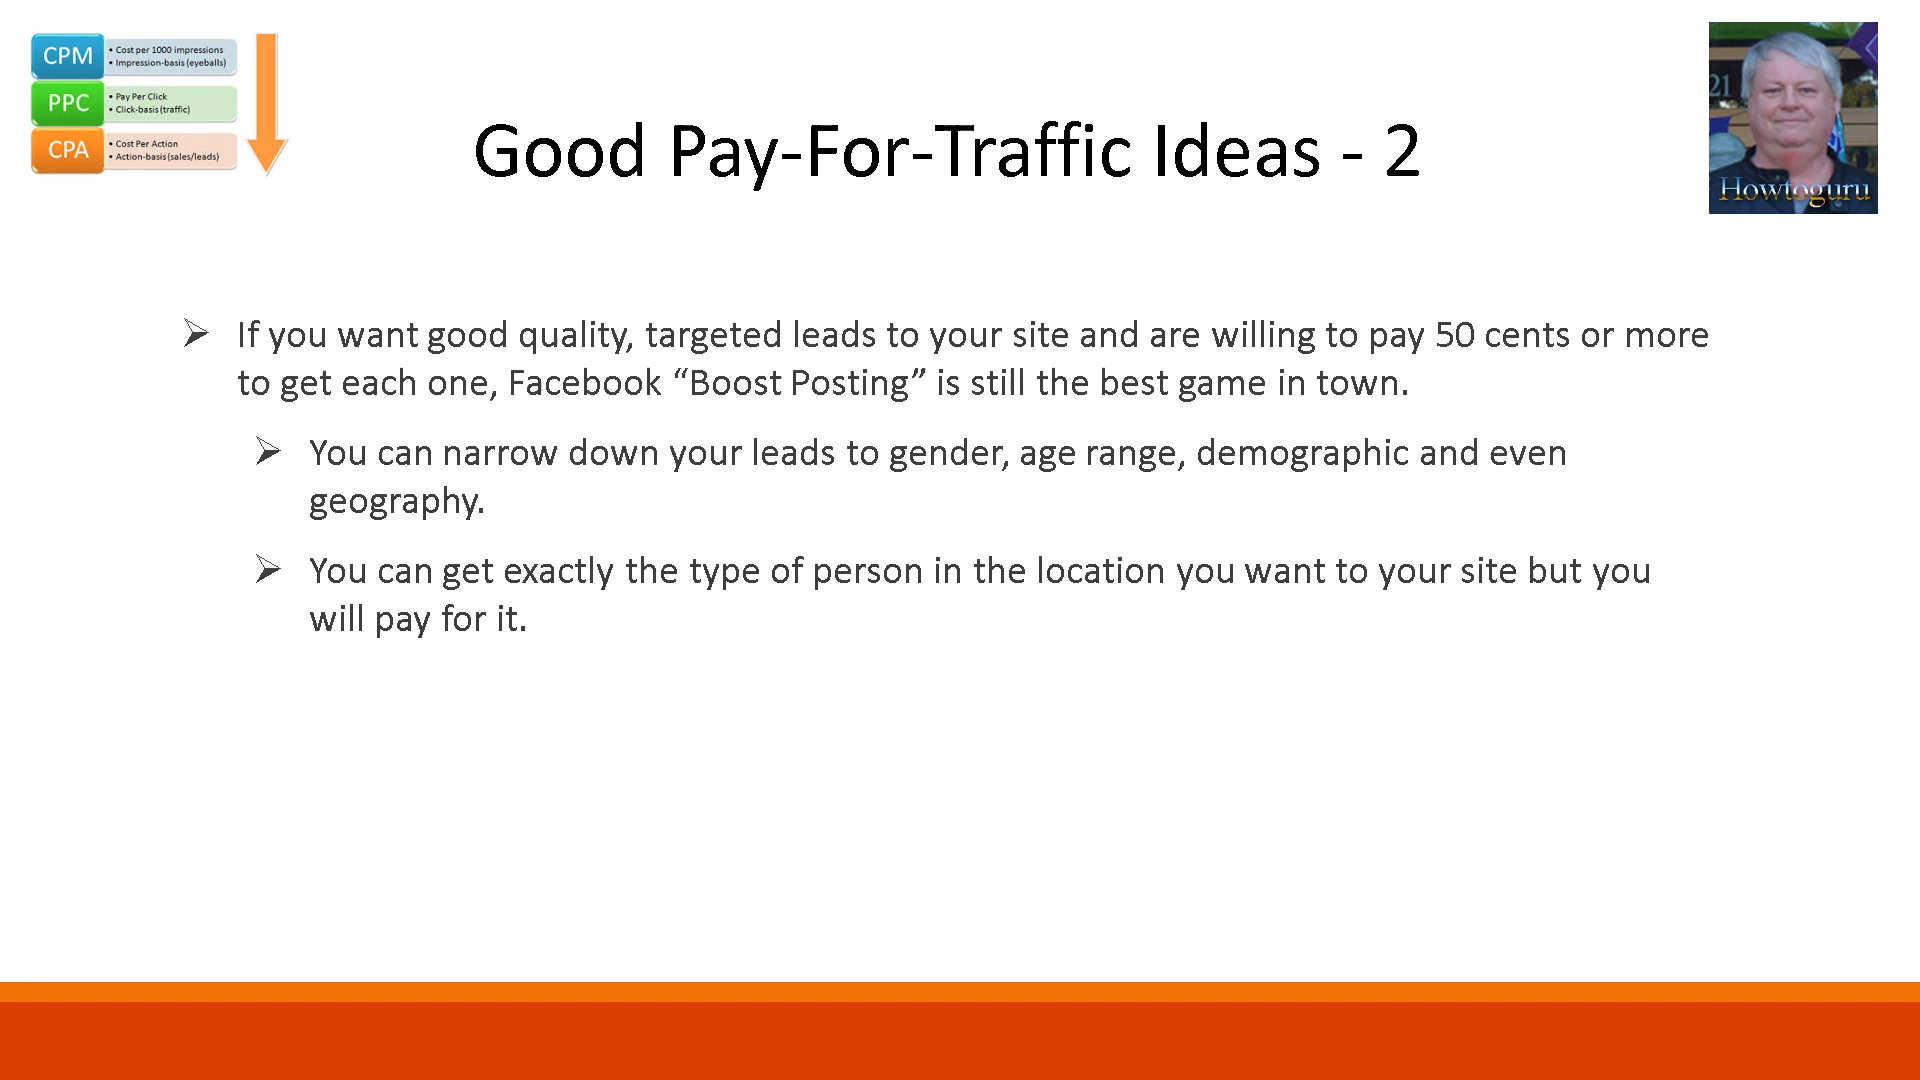 CPM
• Cost per 1000 impressions
• Impression-basis (eyeballs)
PPC
• Pay Per Click
• Click-basis (traffic)
CPA
• Cost Per Action
• Action-basis (sales/leads)
Good Pay-For-Traffic Ideas - 2
21
Howtoguru
➢ If you want good quality, targeted leads to your site and are willing to pay 50 cents or more
to get each one, Facebook “Boost Posting” is still the best game in town.
➢ You can narrow down your leads to gender, age range, demographic and even
geography.
➢ You can get exactly the type of person in the location you want to your site but you
will pay for it.